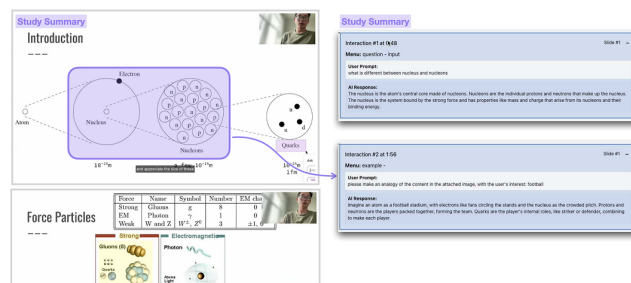 Study Summary
Introduction
Electron
Atom
Nucleus
Nucleons
Quarks
u
u
d
n
p
10⁻¹⁰m
a few 10⁻¹⁵m
1fm
and appreciate the size of these
Force Particles
Force Name Symbol Number EM cha
Strong Gluons g 8 0
EM Photon γ 1 0
Weak W and Z W±, Z⁰ 3 ±1, 0
Strong
Electromagnetic
Gluons (8)
Photon
Quarks
Atoms
Light
Study Summary
Interaction #1 at 0:48
Slide #1 –
Menu: question - input
User Prompt:
what is different between nucleus and nucleons
AI Response:
The nucleus is the atom's central core made of nucleons. Nucleons are the individual protons and neutrons that make up the nucleus.
The nucleus is the system bound by the strong force and has properties like mass and charge that arise from its nucleons and their
binding energy.
Interaction #2 at 1:56
Slide #1 –
Menu: example -
User Prompt:
please make an analogy of the content in the attached image, with the user's interest: football
AI Response:
Imagine an atom as a football stadium, with electrons like fans circling the stands and the nucleus as the crowded pitch. Protons and
neutrons are the players packed together, forming the team. Quarks are the player's internal roles, like striker or defender, combining
to make each player.